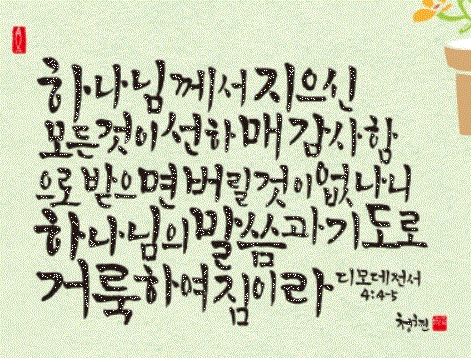 하나님께서 지으신
모든것이 선하매 감사함
으로 받으면 버릴것이없나니
하나님의 말씀과 기도로
거룩하여짐이라 디모데전서
4:4-5